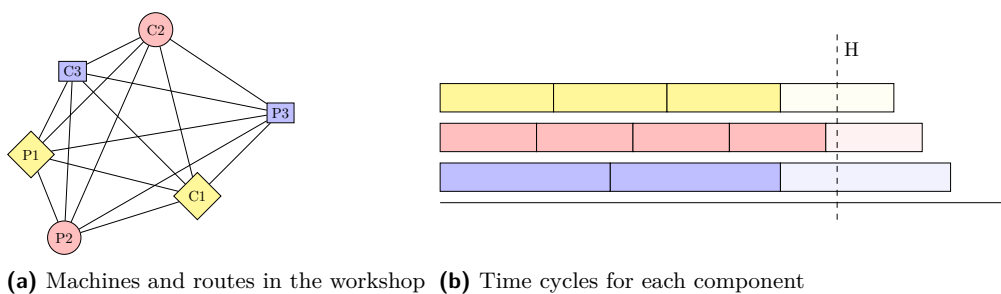 C2
C3
P3
P1
C1
P2
H
(a) Machines and routes in the workshop
(b) Time cycles for each component